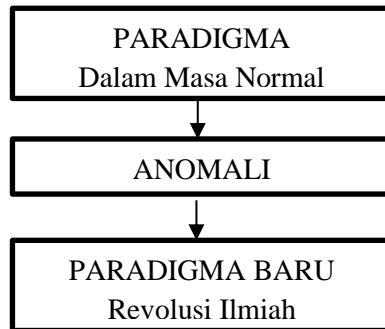 PARADIGMA
Dalam Masa Normal
ANOMALI
PARADIGMA BARU
Revolusi Ilmiah